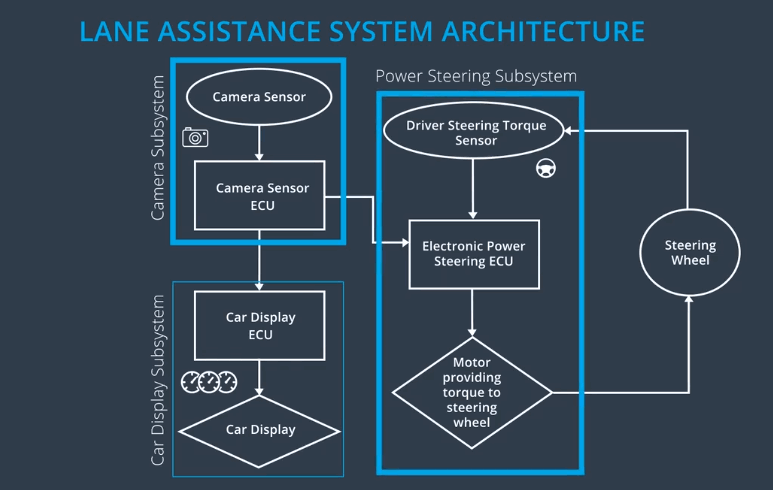 LANE ASSISTANCE SYSTEM ARCHITECTURE
Camera Subsystem
Camera Sensor
Camera Sensor
ECU
Car Display Subsystem
Car Display
ECU
Car Display
Power Steering Subsystem
Driver Steering Torque
Sensor
Electronic Power
Steering ECU
Motor
providing
torque to
steering
wheel
Steering
Wheel